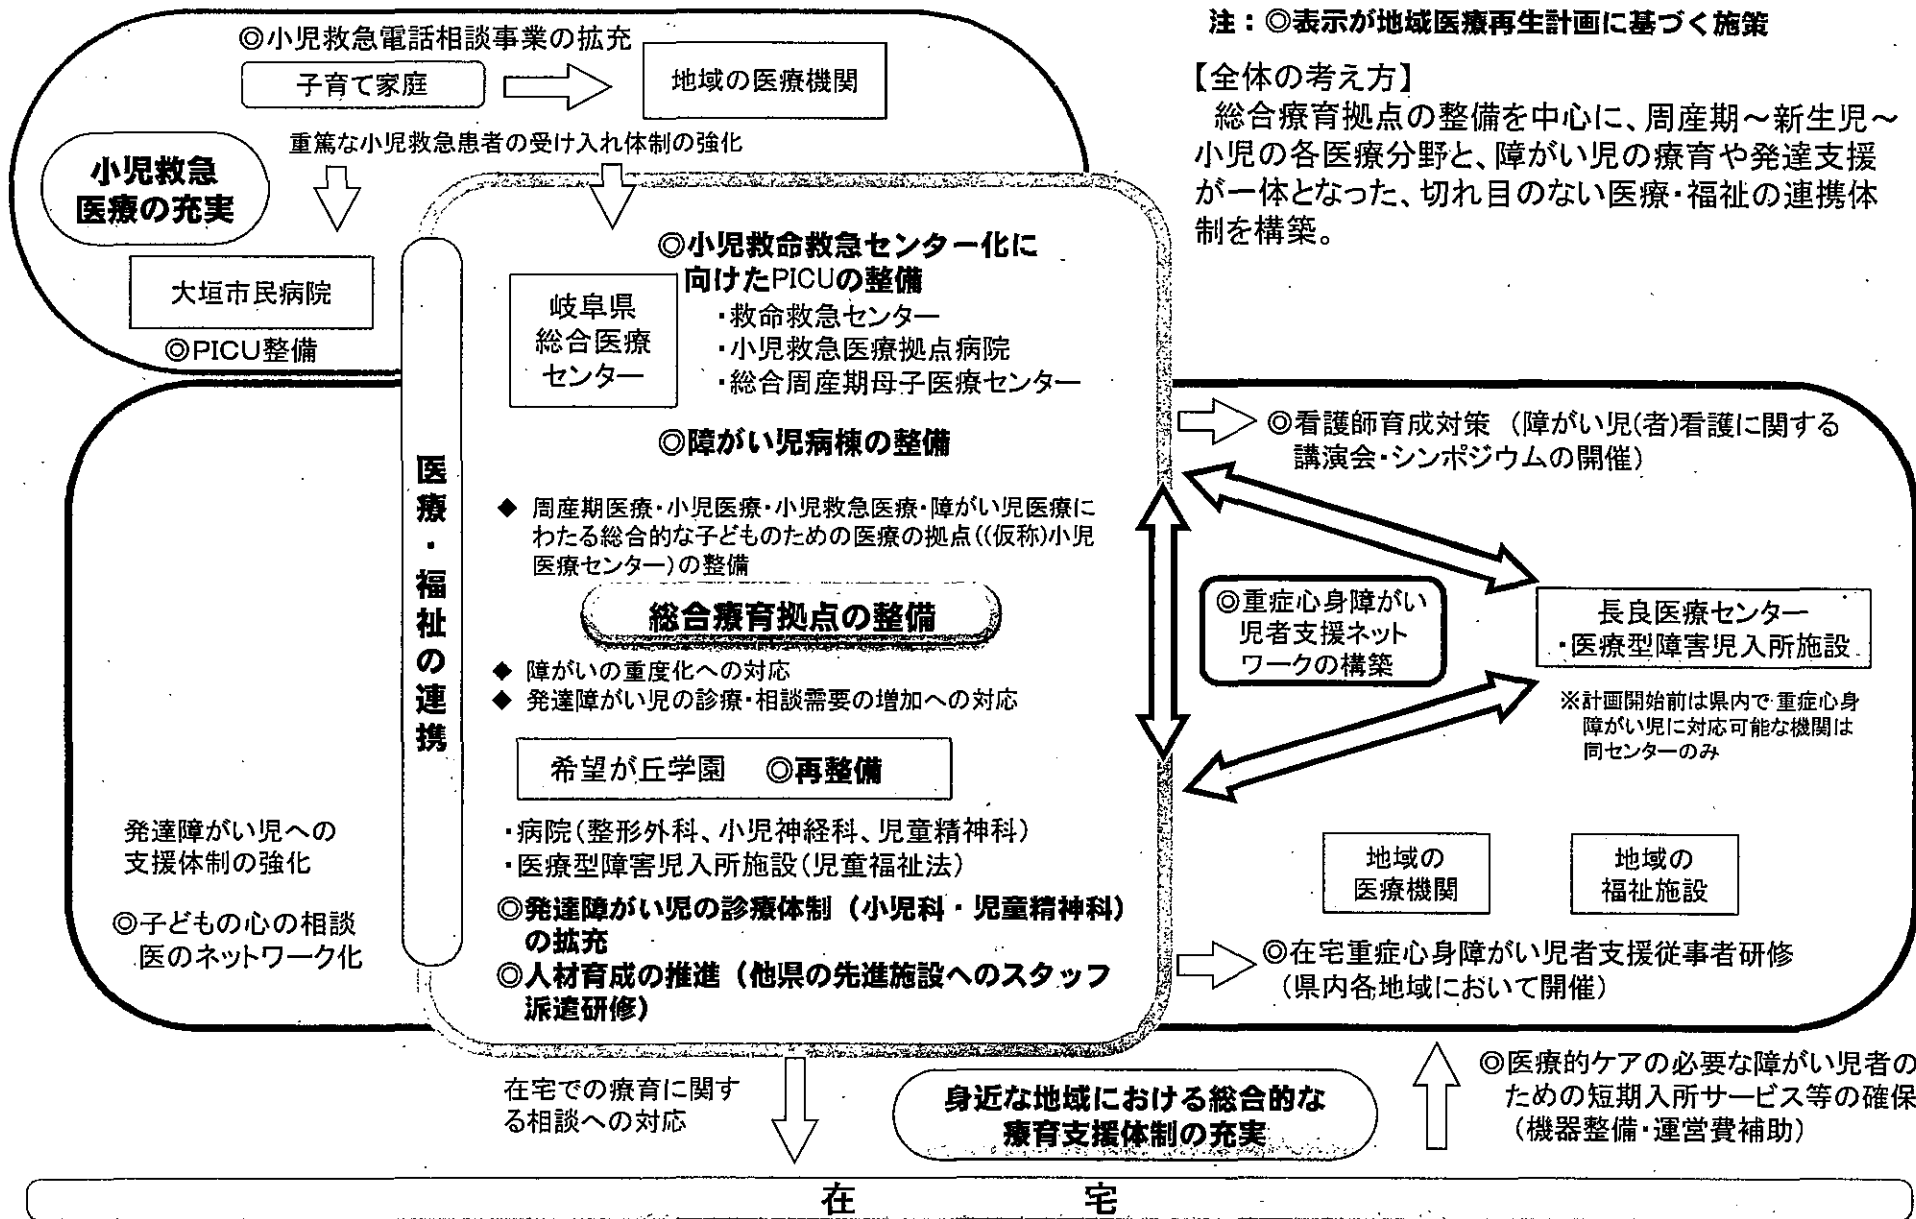 注：◎表示が地域医療再生計画に基づく施策
【全体の考え方】
総合療育拠点の整備を中心に、周産期～新生児～
小児の各医療分野と、障がい児の療育や発達支援
が一体となった、切れ目のない医療・福祉の連携体
制を構築。
◎小児救急電話相談事業の拡充
子育て家庭
地域の医療機関
重篤な小児救急患者の受け入れ体制の強化
小児救急
医療の充実
大垣市民病院
◎PICU整備
医療・福祉の連携
岐阜県
総合医療
センター
◎小児救命救急センター化に
向けたPICUの整備
・救命救急センター
・小児救急医療拠点病院
・総合周産期母子医療センター
◎障がい児病棟の整備
◆ 周産期医療・小児医療・小児救急医療・障がい児医療に
わたる総合的な子どものための医療の拠点((仮称)小児
医療センター)の整備
総合療育拠点の整備
◆ 障がいの重度化への対応
◆ 発達障がい児の診療・相談需要の増加への対応
希望が丘学園 ◎再整備
・病院(整形外科、小児神経科、児童精神科)
・医療型障害児入所施設(児童福祉法)
◎発達障がい児の診療体制（小児科・児童精神科）
の拡充
◎人材育成の推進（他県の先進施設へのスタッフ
派遣研修）
発達障がい児への
支援体制の強化
◎子どもの心の相談
医のネットワーク化
◎看護師育成対策 （障がい児(者)看護に関する
講演会・シンポジウムの開催）
◎重症心身障がい
児者支援ネット
ワークの構築
長良医療センター
・医療型障害児入所施設
※計画開始前は県内で重症心身
障がい児に対応可能な機関は
同センターのみ
地域の
医療機関
地域の
福祉施設
◎在宅重症心身障がい児者支援従事者研修
（県内各地域において開催）
在宅での療育に関す
る相談への対応
身近な地域における総合的な
療育支援体制の充実
◎医療的ケアの必要な障がい児者の
ための短期入所サービス等の確保
（機器整備・運営費補助）
在 宅